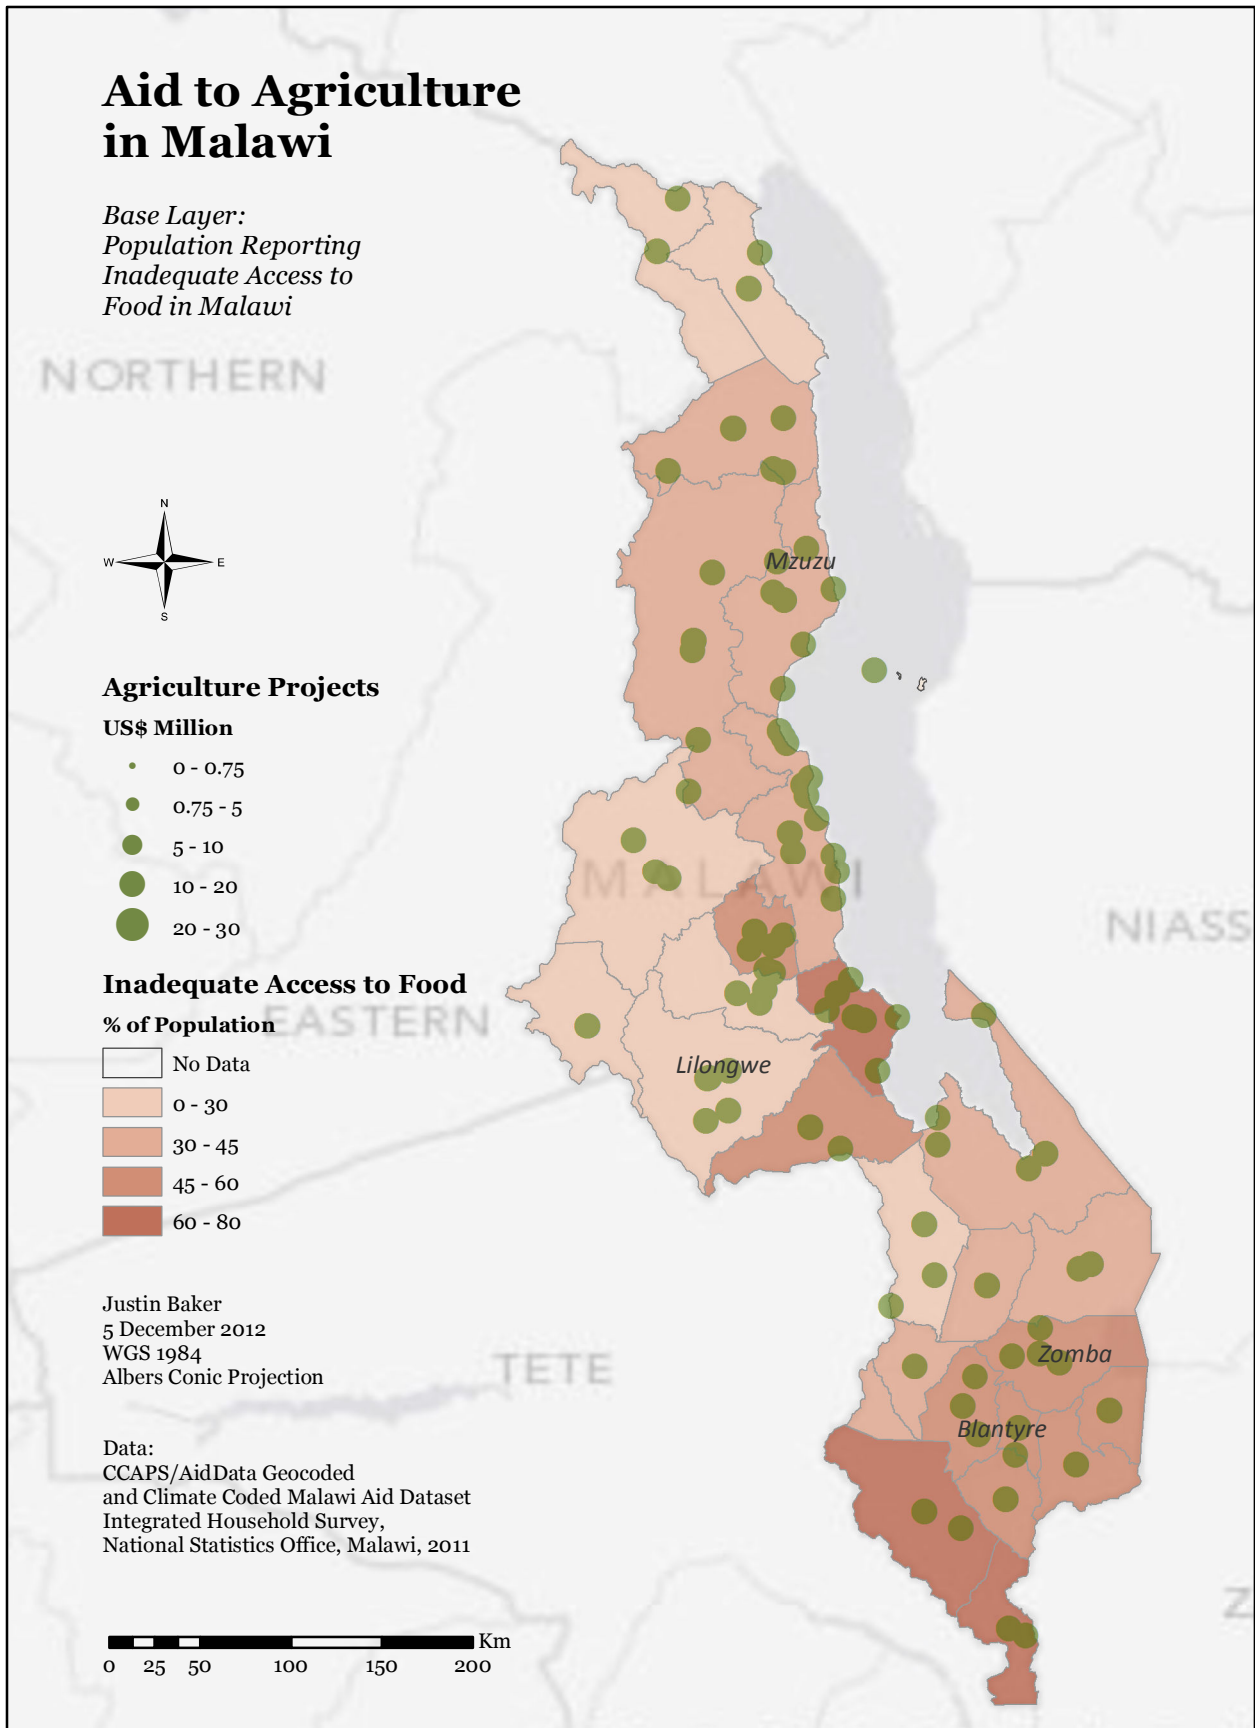 Aid to Agriculture
in Malawi
Base Layer:
Population Reporting
Inadequate Access to
Food in Malawi
NORTHERN
N
W
E
S
Mzuzu
Agriculture Projects
US$ Million
0 - 0.75
0.75 - 5
5 - 10
10 - 20
20 - 30
MALAWI
NIASS
Inadequate Access to Food
% of Population
EASTERN
No Data
0 - 30
30 - 45
45 - 60
60 - 80
Lilongwe
Justin Baker
5 December 2012
WGS 1984
Albers Conic Projection
TETE
Zomba
Blantyre
Data:
CCAPS/AidData Geocoded
and Climate Coded Malawi Aid Dataset
Integrated Household Survey,
National Statistics Office, Malawi, 2011
Z
Km
0 25 50 100 150 200